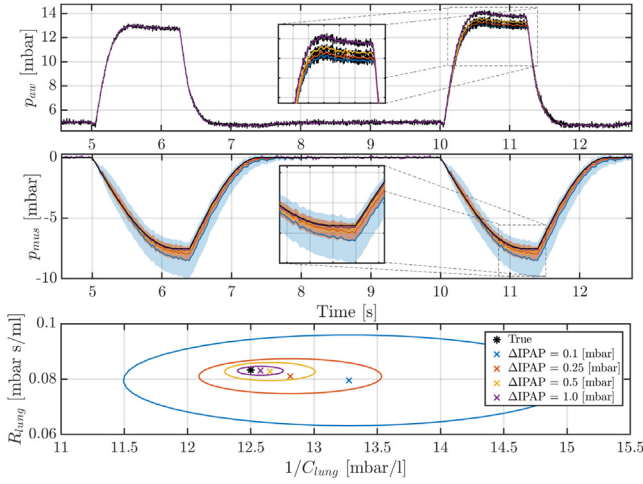 14
12
10
8
6
p_aw [mbar]
5 6 7 8 9 10 11 12
0
-5
-10
p_mus [mbar]
5 6 7 8 9 10 11 12
Time [s]
0.1
0.08
0.06
R_lung [mbar s/ml]
True
ΔIPAP = 0.1 [mbar]
ΔIPAP = 0.25 [mbar]
ΔIPAP = 0.5 [mbar]
ΔIPAP = 1.0 [mbar]
11 11.5 12 12.5 13 13.5 14 14.5 15 15.5
1/C_lung [mbar/l]